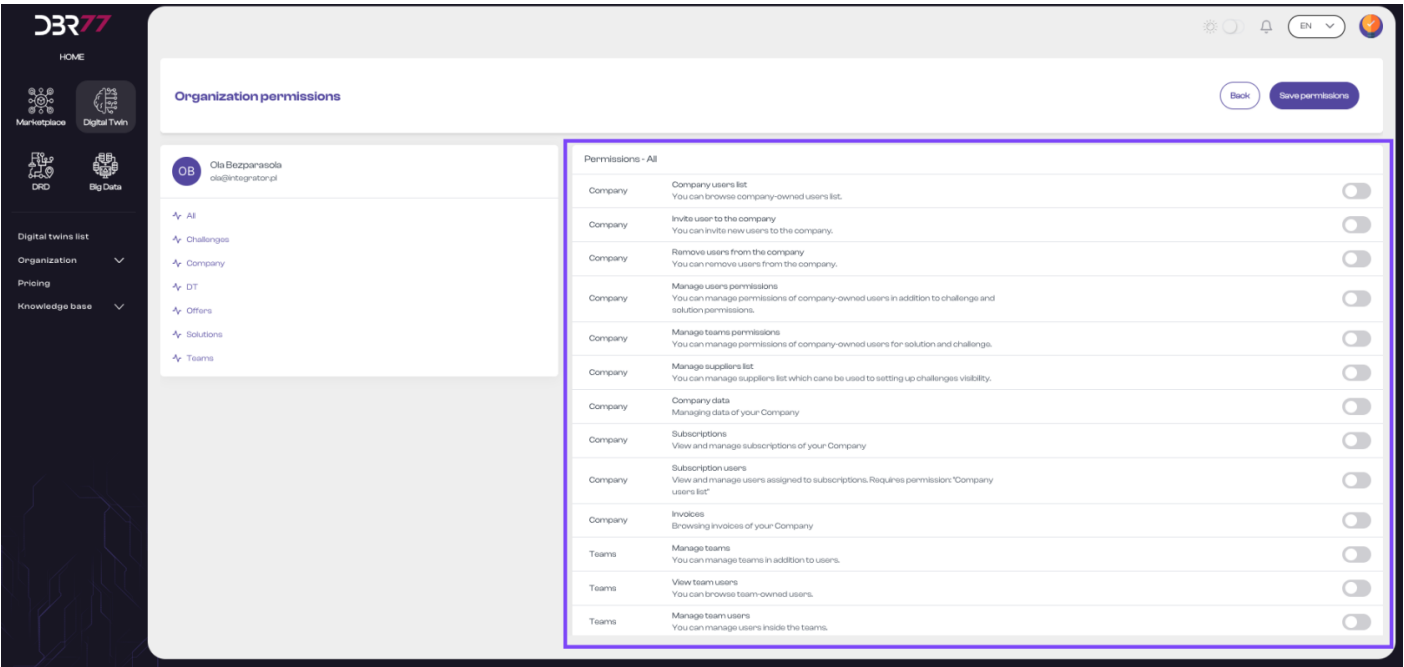 DBR77
HOME
Marketplace
Digital Twin
DRD
Big Data
Digital twins list
Organization
Pricing
Knowledge base
EN
Organization permissions
Back
Save permissions
OB
Ola Bezparasola
ola@integrator.pl
All
Challenges
Company
DT
Offers
Solutions
Teams
Permissions - All
Company
Company users list
You can browse company-owned users list.
Company
Invite user to the company
You can invite new users to the company.
Company
Remove users from the company
You can remove users from the company.
Company
Manage users permissions
You can manage permissions of company-owned users in addition to challenge and
solution permissions.
Company
Manage teams permissions
You can manage permissions of company-owned users for solution and challenge.
Company
Manage suppliers list
You can manage suppliers list which cane be used to setting up challenges visibility.
Company
Company data
Managing data of your Company
Company
Subscriptions
View and manage subscriptions of your Company
Company
Subscription users
View and manage users assigned to subscriptions. Requires permission: "Company
users list"
Company
Invoices
Browsing invoices of your Company
Teams
Manage teams
You can manage teams in addition to users.
Teams
View team users
You can browse team-owned users.
Teams
Manage team users
You can manage users inside the teams.